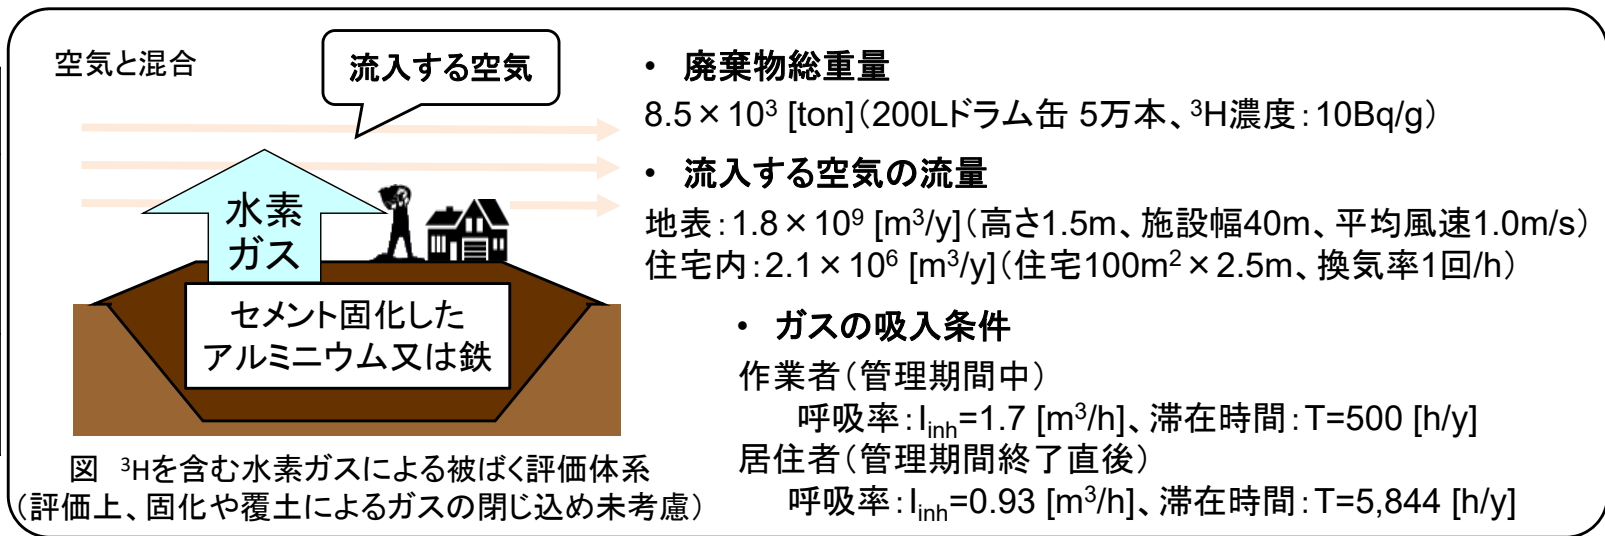 空気と混合
流入する空気
水素
ガス
セメント固化した
アルミニウム又は鉄
図 ³Hを含む水素ガスによる被ばく評価体系
（評価上、固化や覆土によるガスの閉じ込め未考慮）
• 廃棄物総重量
8.5×10³ [ton]（200Lドラム缶 5万本、³H濃度：10Bq/g）
• 流入する空気の流量
地表：1.8×10⁹ [m³/y]（高さ1.5m、施設幅40m、平均風速1.0m/s）
住宅内：2.1×10⁶ [m³/y]（住宅100m²×2.5m、換気率1回/h）
• ガスの吸入条件
作業者（管理期間中）
呼吸率：Iinh=1.7 [m³/h]、滞在時間：T=500 [h/y]
居住者（管理期間終了直後）
呼吸率：Iinh=0.93 [m³/h]、滞在時間：T=5,844 [h/y]